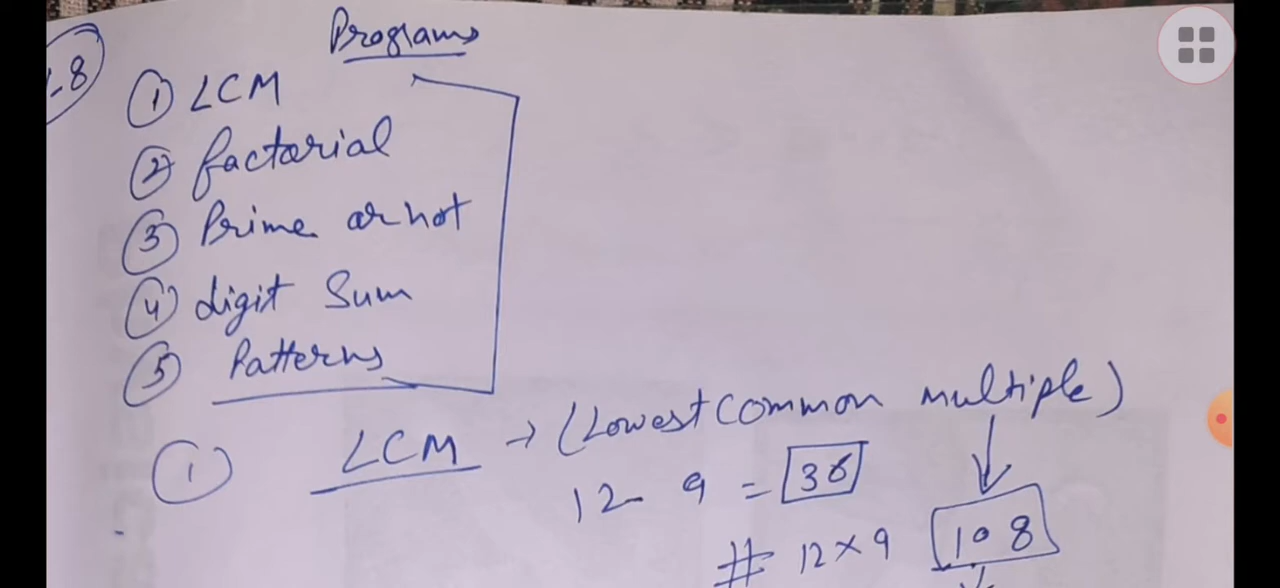 Programs
-8
① LCM
② factorial
③ Prime or not
④ digit Sum
⑤ Patterns
① LCM → (Lowest Common multiple)
12 - 9 = 36
# 12 × 9 108